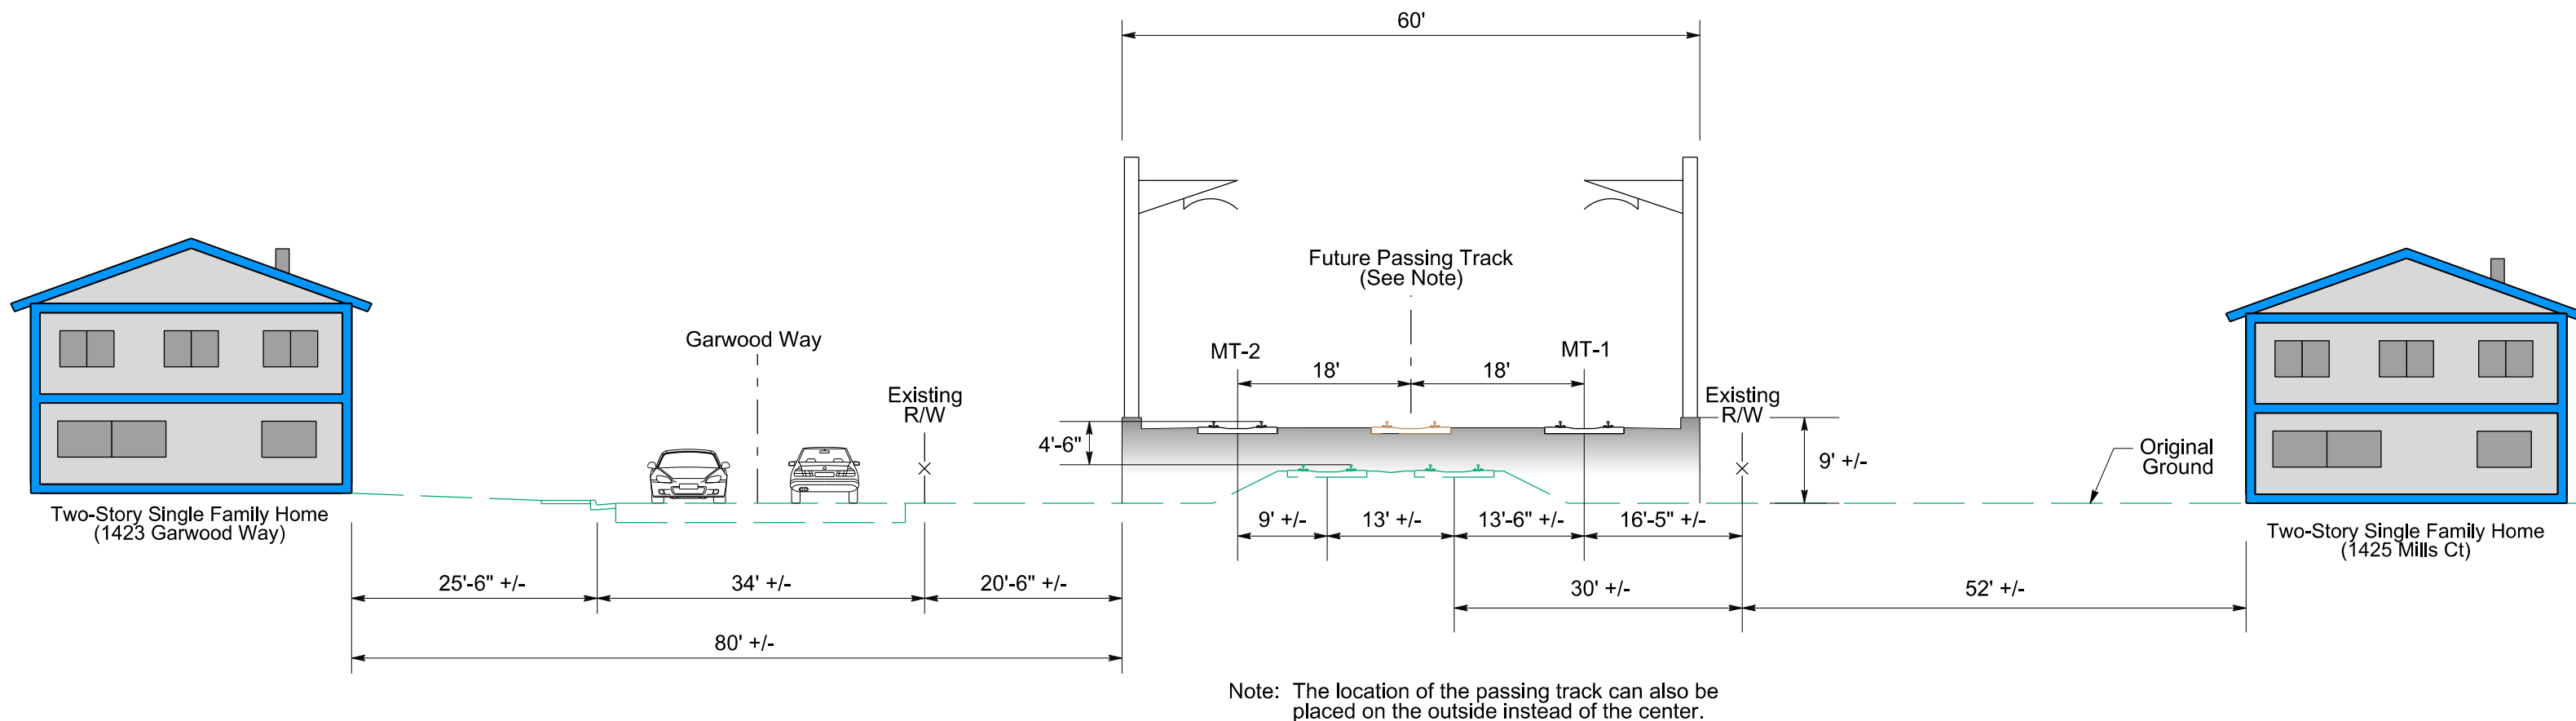 60'
Future Passing Track
(See Note)
Garwood Way
MT-2
MT-1
18'
18'
Existing
R/W
Existing
R/W
4'-6"
9' +/-
Original
Ground
Two-Story Single Family Home
(1423 Garwood Way)
9' +/-
13' +/-
13'-6" +/-
16'-5" +/-
Two-Story Single Family Home
(1425 Mills Ct)
25'-6" +/-
34' +/-
20'-6" +/-
30' +/-
52' +/-
80' +/-
Note: The location of the passing track can also be
placed on the outside instead of the center.